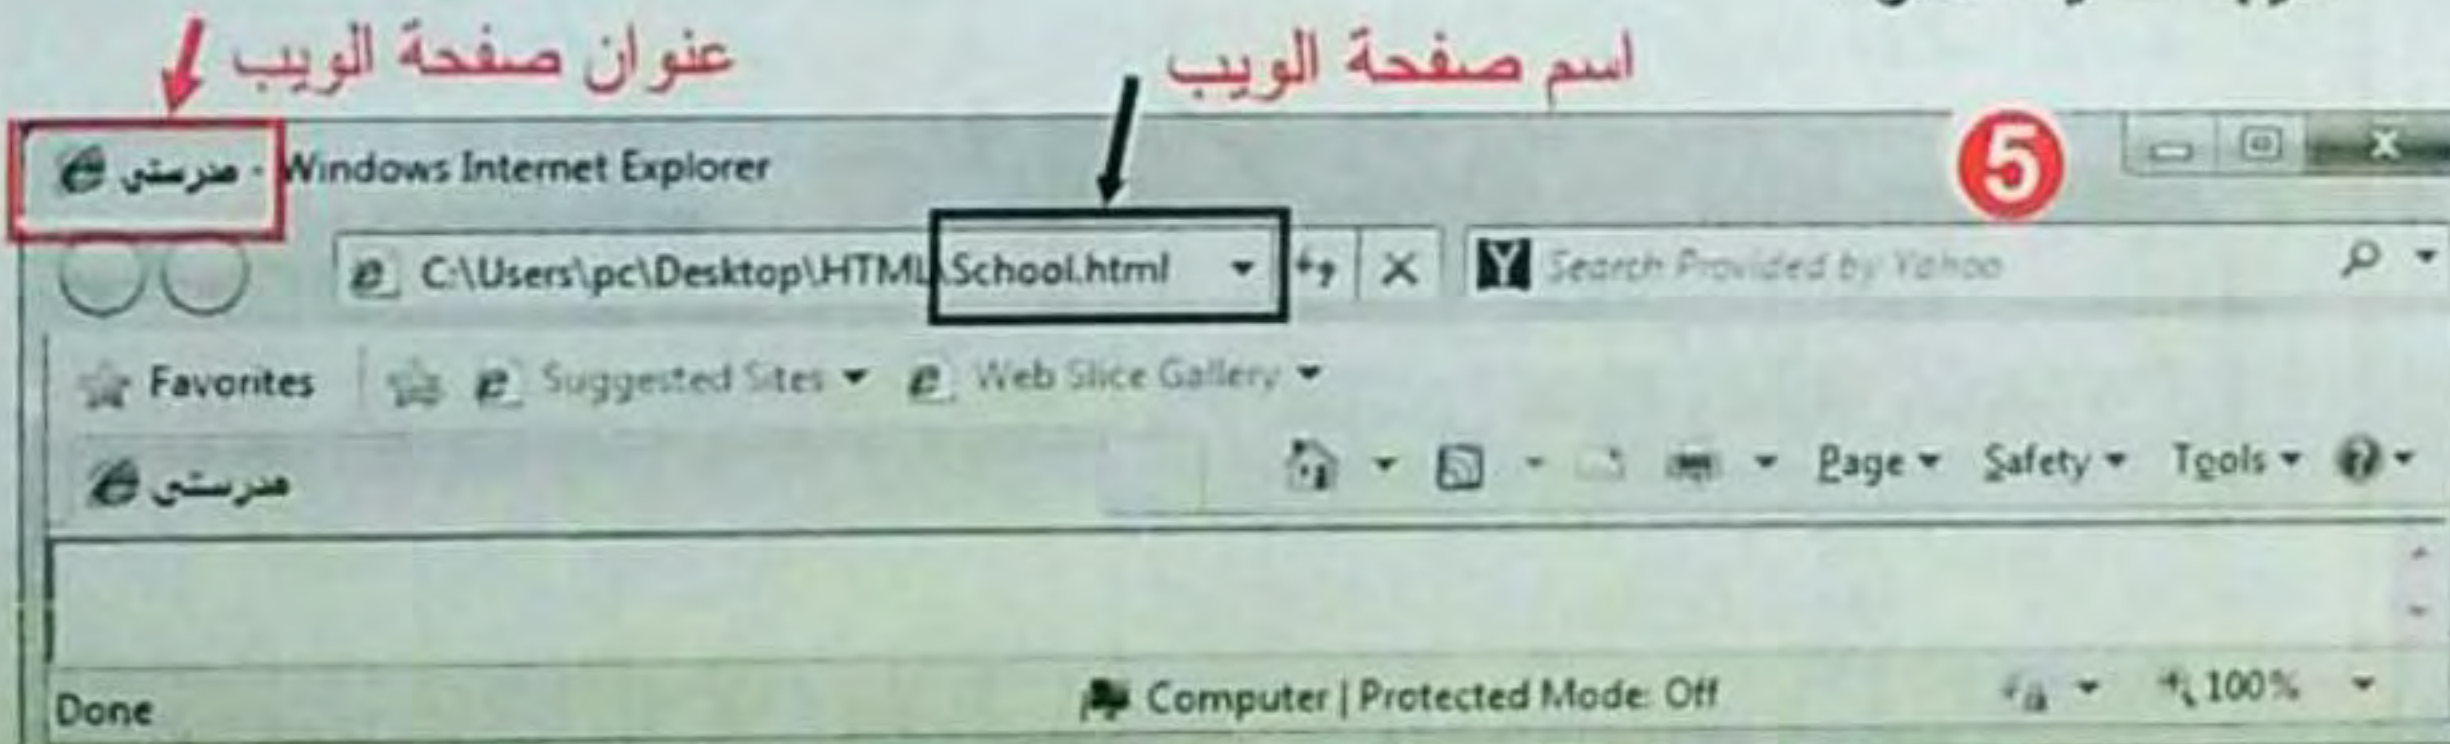 عنوان صفحة الويب
اسم صفحة الويب
مدرستي - Windows Internet Explorer
5
C:\Users\pc\Desktop\HTML\School.html
Search Provided by Yahoo
Favorites Suggested Sites Web Slice Gallery
مدرستي
Page Safety Tools
Done
Computer | Protected Mode: Off
100%